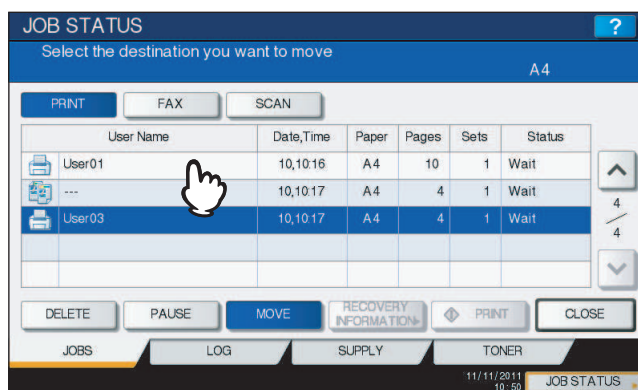 JOB STATUS
?
Select the destination you want to move
A4
PRINT FAX SCAN
User Name Date,Time Paper Pages Sets Status
User01 10,10:16 A4 10 1 Wait
--- 10,10:17 A4 4 1 Wait
User03 10,10:17 A4 4 1 Wait
4
4
DELETE PAUSE MOVE RECOVERY INFORMATION PRINT CLOSE
JOBS LOG SUPPLY TONER
11/11/2011
10:50 JOB STATUS